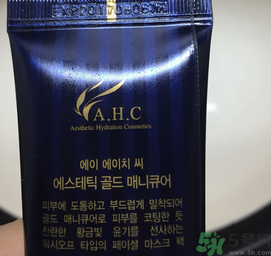 A.H.C
Aesthetic Hydration Cosmetics
에이 에이치 씨
에스테틱 골드 매니큐어
피부에 도톰하고 부드럽게 밀착되어
골드 매니큐어로 피부를 코팅한 듯
찬란한 황금빛 윤기를 선사하는
워시오프 타입의 페이셜 마스크 팩